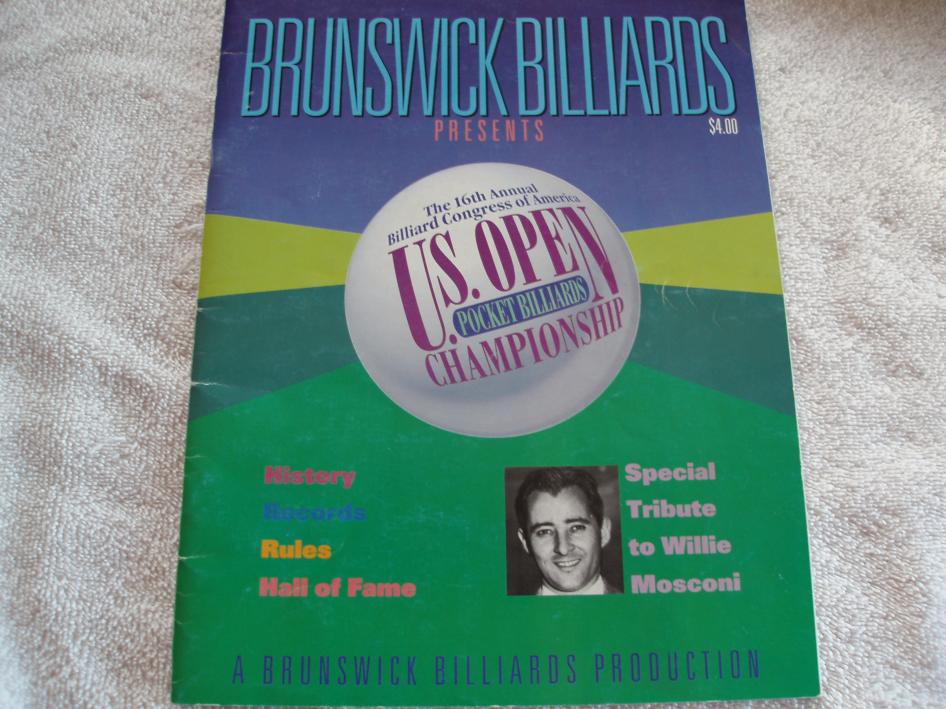 BRUNSWICK BILLIARDS
PRESENTS
$4.00
The 16th Annual
Billiard Congress of America
U.S. OPEN
POCKET BILLIARDS
CHAMPIONSHIP
History
Records
Rules
Hall of Fame
Special
Tribute
to Willie
Mosconi
A BRUNSWICK BILLIARDS PRODUCTION